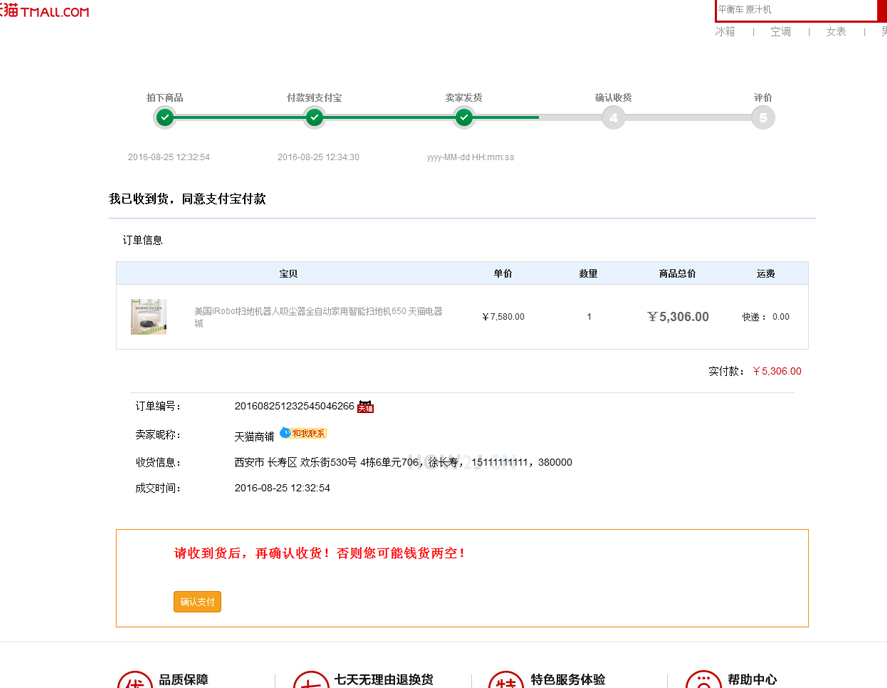 天猫 TMALL.COM
平衡车 原汁机
冰箱 | 空调 | 女表 |
拍下商品 付款到支付宝 卖家发货 确认收货 评价
4 5
2016-08-25 12:32:54 2016-08-25 12:34:30 yyyy-MM-dd HH:mm:ss
我已收到货，同意支付宝付款
订单信息
宝贝 单价 数量 商品总价 运费
美国iRobot扫地机器人吸尘器全自动家用智能扫地机650 天猫电器
城
￥7,580.00 1 ￥5,306.00 快递 ： 0.00
实付款： ￥5,306.00
订单编号： 201608251232545046266 天猫
卖家昵称： 天猫商铺 和我联系
收货信息： 西安市 长寿区 欢乐街530号 4栋6单元706，徐长寿， 15111111111，380000
成交时间： 2016-08-25 12:32:54
请收到货后，再确认收货！否则您可能钱货两空！
确认支付
优 品质保障 七 七天无理由退换货 特 特色服务体验 帮助中心